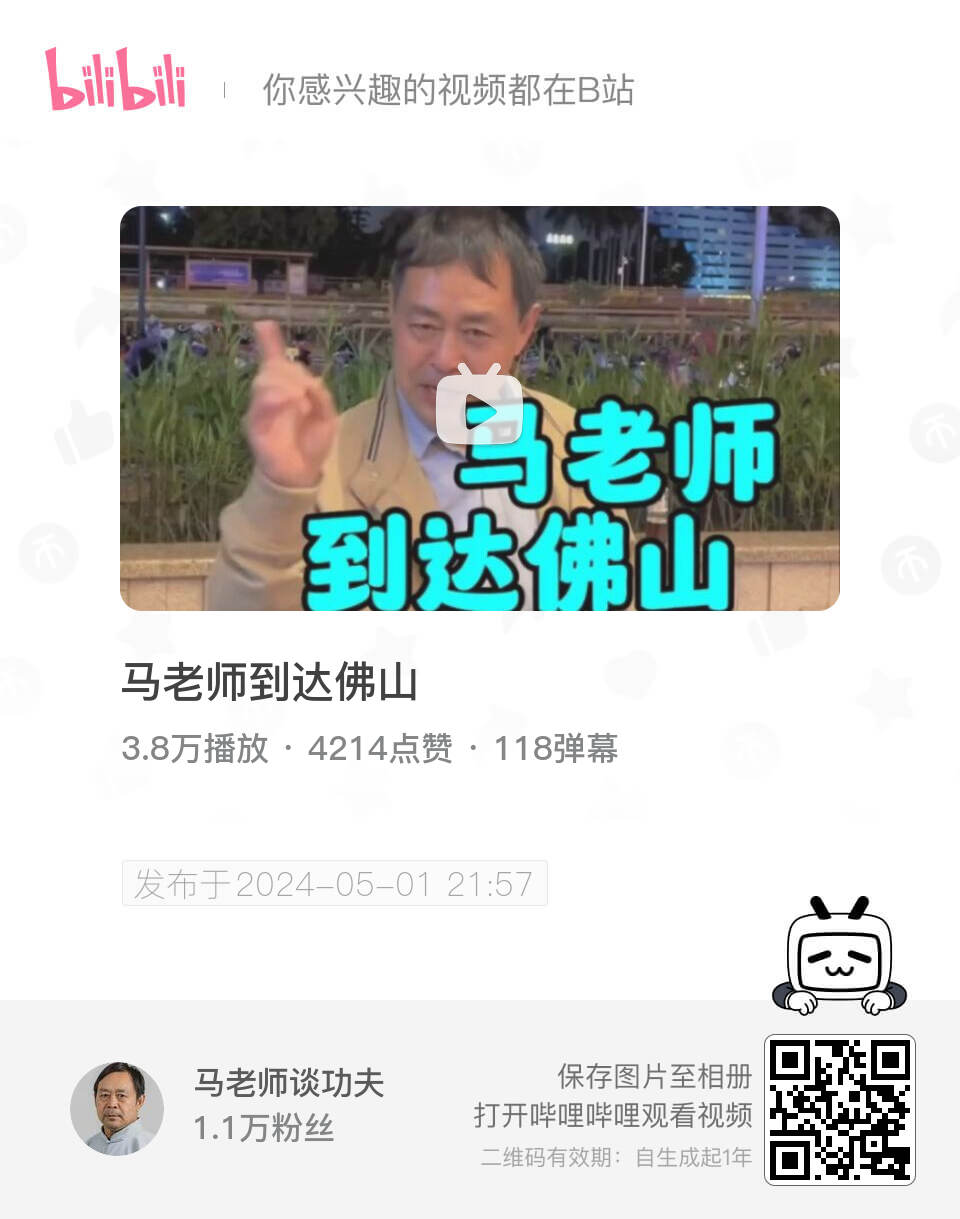 bilibili
你感兴趣的视频都在B站
马老师
到达佛山
马老师到达佛山
3.8万播放 · 4214点赞 · 118弹幕
发布于2024-05-01 21:57
马老师谈功夫
1.1万粉丝
保存图片至相册
打开哔哩哔哩观看视频
二维码有效期：自生成起1年